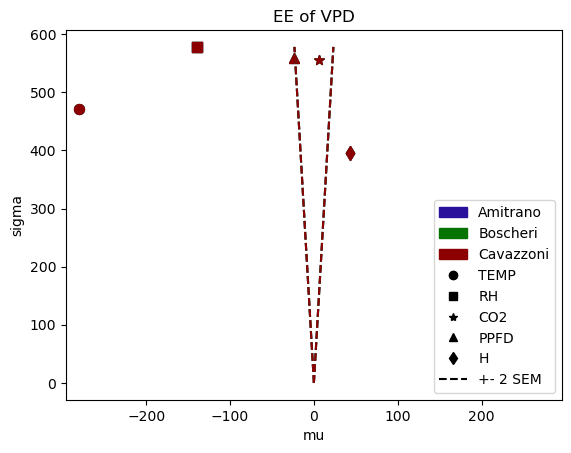 EE of VPD
600
500
400
300
200
100
0
sigma
−200
−100
0
100
200
mu
Amitrano
Boscheri
Cavazzoni
TEMP
RH
CO2
PPFD
H
+- 2 SEM